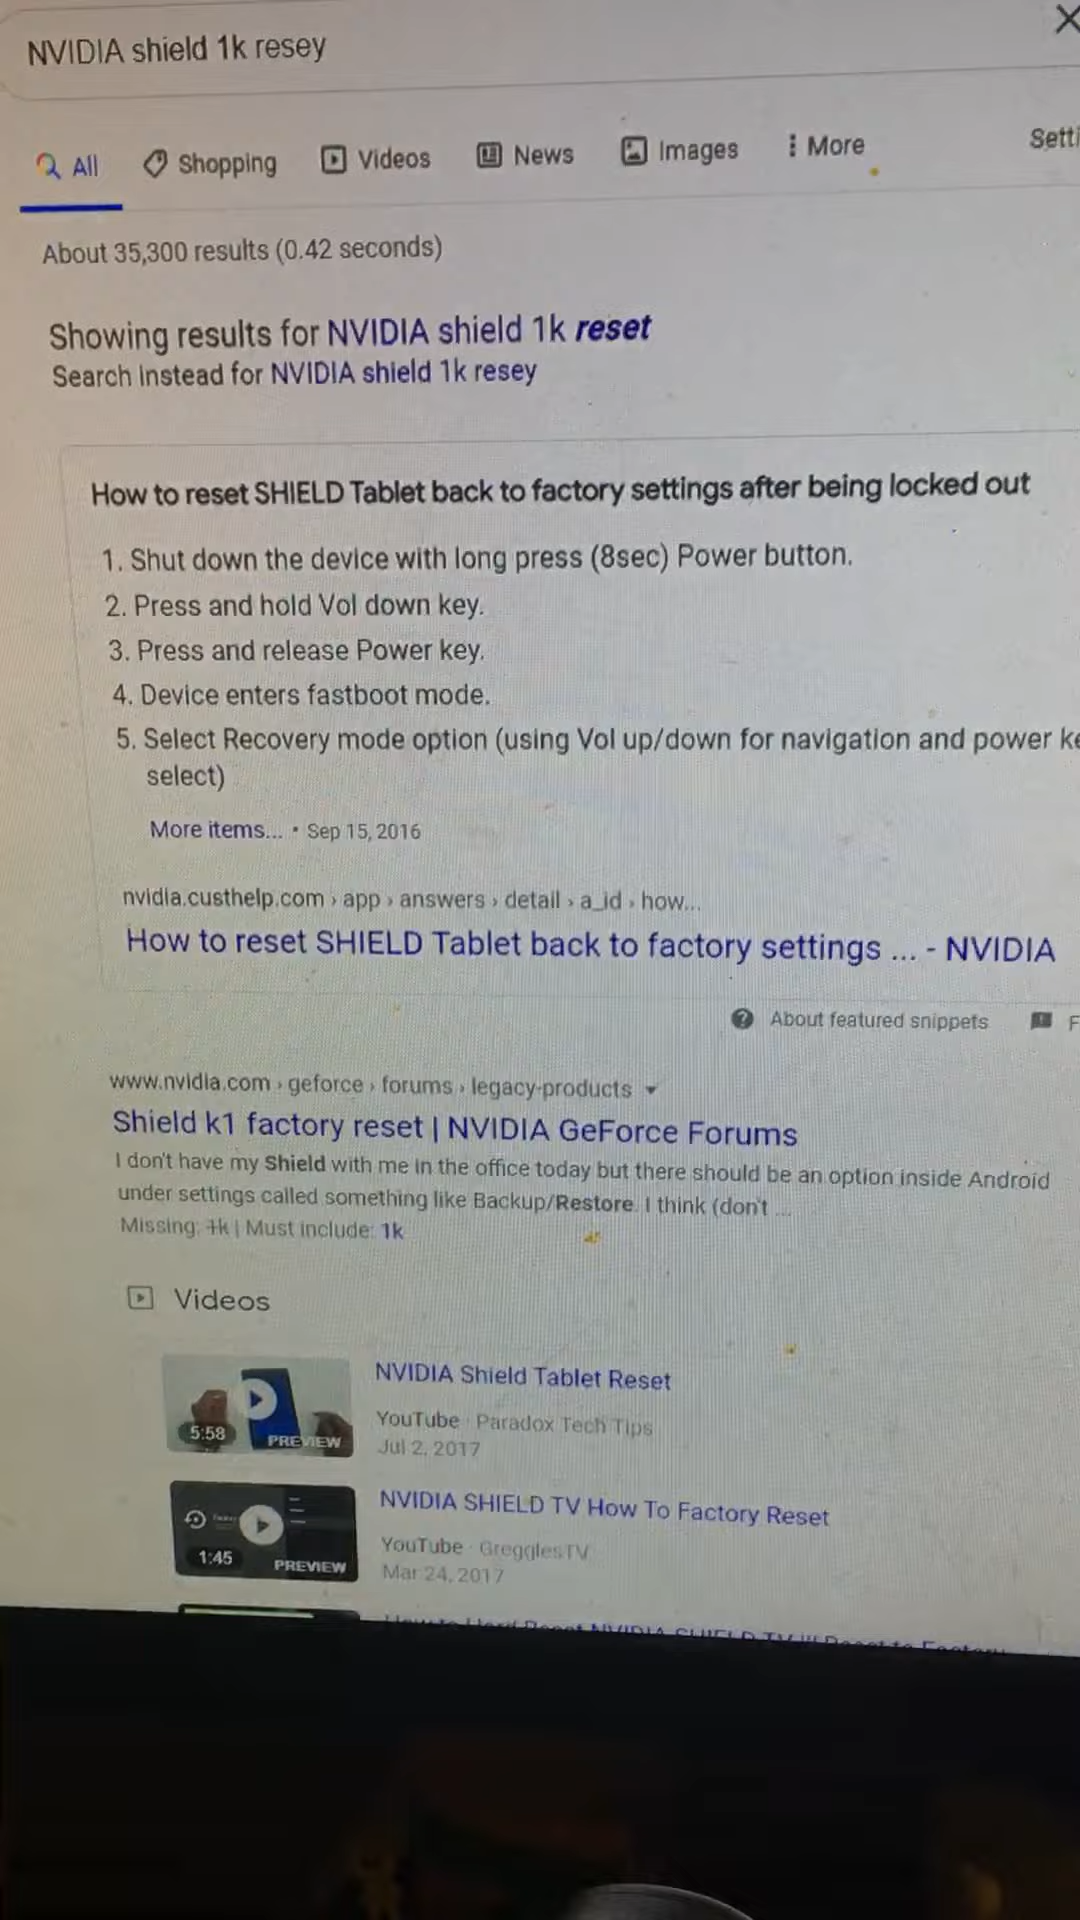 NVIDIA shield 1k resey
All Shopping Videos News Images More Setti
About 35,300 results (0.42 seconds)
Showing results for NVIDIA shield 1k reset
Search instead for NVIDIA shield 1k resey
How to reset SHIELD Tablet back to factory settings after being locked out
1. Shut down the device with long press (8sec) Power button.
2. Press and hold Vol down key.
3. Press and release Power key.
4. Device enters fastboot mode.
5. Select Recovery mode option (using Vol up/down for navigation and power ke
select)
More items... • Sep 15, 2016
nvidia.custhelp.com › app › answers › detail › a_id › how...
How to reset SHIELD Tablet back to factory settings ... - NVIDIA
About featured snippets F
www.nvidia.com › geforce › forums › legacy-products
Shield k1 factory reset | NVIDIA GeForce Forums
I don't have my Shield with me in the office today but there should be an option inside Android
under settings called something like Backup/Restore. I think (don't ...
Missing: 1k | Must include: 1k
Videos
NVIDIA Shield Tablet Reset
YouTube · Paradox Tech Tips
Jul 2, 2017
5:58 PREVIEW
NVIDIA SHIELD TV How To Factory Reset
YouTube · GregglesTV
Mar 24, 2017
1:45 PREVIEW
How to Hard Reset NVIDIA SHIELD TV